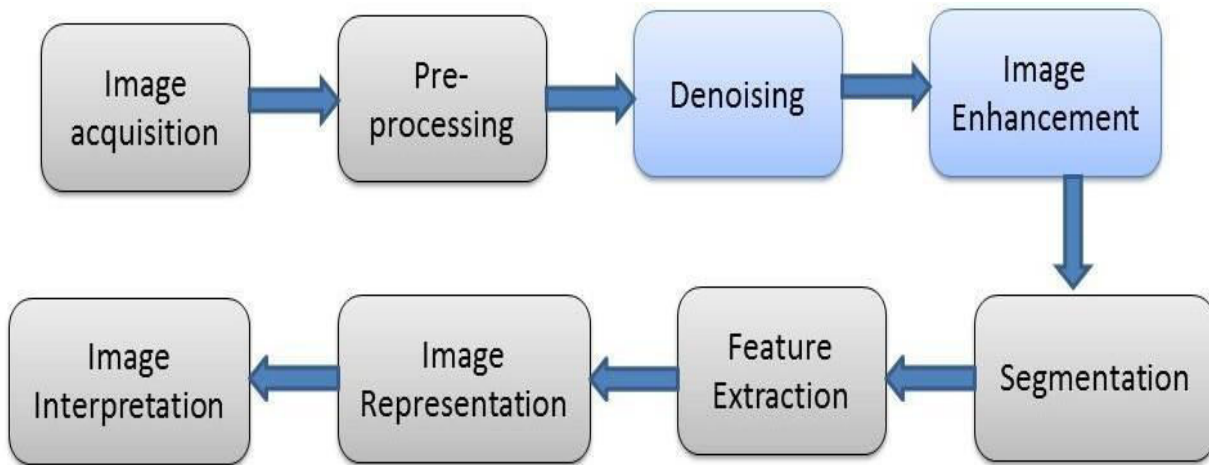 Image
acquisition
Pre-
processing
Denoising
Image
Enhancement
Segmentation
Feature
Extraction
Image
Representation
Image
Interpretation